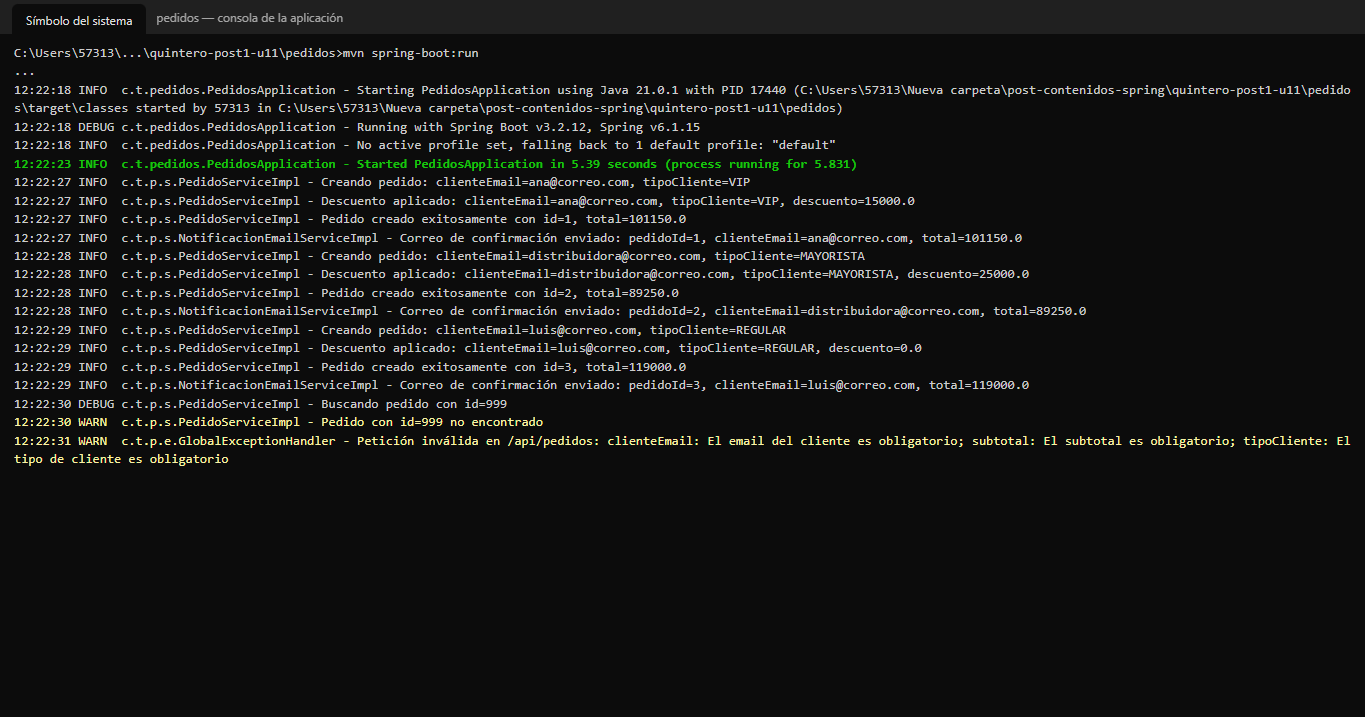 Símbolo del sistema
pedidos — consola de la aplicación
C:\Users\57313\...\quintero-post1-u11\pedidos>mvn spring-boot:run
...
12:22:18 INFO  c.t.pedidos.PedidosApplication - Starting PedidosApplication using Java 21.0.1 with PID 17440 (C:\Users\57313\Nueva carpeta\post-contenidos-spring\quintero-post1-u11\pedido
s\target\classes started by 57313 in C:\Users\57313\Nueva carpeta\post-contenidos-spring\quintero-post1-u11\pedidos)
12:22:18 DEBUG c.t.pedidos.PedidosApplication - Running with Spring Boot v3.2.12, Spring v6.1.15
12:22:18 INFO  c.t.pedidos.PedidosApplication - No active profile set, falling back to 1 default profile: "default"
12:22:23 INFO  c.t.pedidos.PedidosApplication - Started PedidosApplication in 5.39 seconds (process running for 5.831)
12:22:27 INFO  c.t.p.s.PedidoServiceImpl - Creando pedido: clienteEmail=ana@correo.com, tipoCliente=VIP
12:22:27 INFO  c.t.p.s.PedidoServiceImpl - Descuento aplicado: clienteEmail=ana@correo.com, tipoCliente=VIP, descuento=15000.0
12:22:27 INFO  c.t.p.s.PedidoServiceImpl - Pedido creado exitosamente con id=1, total=101150.0
12:22:27 INFO  c.t.p.s.NotificacionEmailServiceImpl - Correo de confirmación enviado: pedidoId=1, clienteEmail=ana@correo.com, total=101150.0
12:22:28 INFO  c.t.p.s.PedidoServiceImpl - Creando pedido: clienteEmail=distribuidora@correo.com, tipoCliente=MAYORISTA
12:22:28 INFO  c.t.p.s.PedidoServiceImpl - Descuento aplicado: clienteEmail=distribuidora@correo.com, tipoCliente=MAYORISTA, descuento=25000.0
12:22:28 INFO  c.t.p.s.PedidoServiceImpl - Pedido creado exitosamente con id=2, total=89250.0
12:22:28 INFO  c.t.p.s.NotificacionEmailServiceImpl - Correo de confirmación enviado: pedidoId=2, clienteEmail=distribuidora@correo.com, total=89250.0
12:22:29 INFO  c.t.p.s.PedidoServiceImpl - Creando pedido: clienteEmail=luis@correo.com, tipoCliente=REGULAR
12:22:29 INFO  c.t.p.s.PedidoServiceImpl - Descuento aplicado: clienteEmail=luis@correo.com, tipoCliente=REGULAR, descuento=0.0
12:22:29 INFO  c.t.p.s.PedidoServiceImpl - Pedido creado exitosamente con id=3, total=119000.0
12:22:29 INFO  c.t.p.s.NotificacionEmailServiceImpl - Correo de confirmación enviado: pedidoId=3, clienteEmail=luis@correo.com, total=119000.0
12:22:30 DEBUG c.t.p.s.PedidoServiceImpl - Buscando pedido con id=999
12:22:30 WARN  c.t.p.s.PedidoServiceImpl - Pedido con id=999 no encontrado
12:22:31 WARN  c.t.p.e.GlobalExceptionHandler - Petición inválida en /api/pedidos: clienteEmail: El email del cliente es obligatorio; subtotal: El subtotal es obligatorio; tipoCliente: El
tipo de cliente es obligatorio